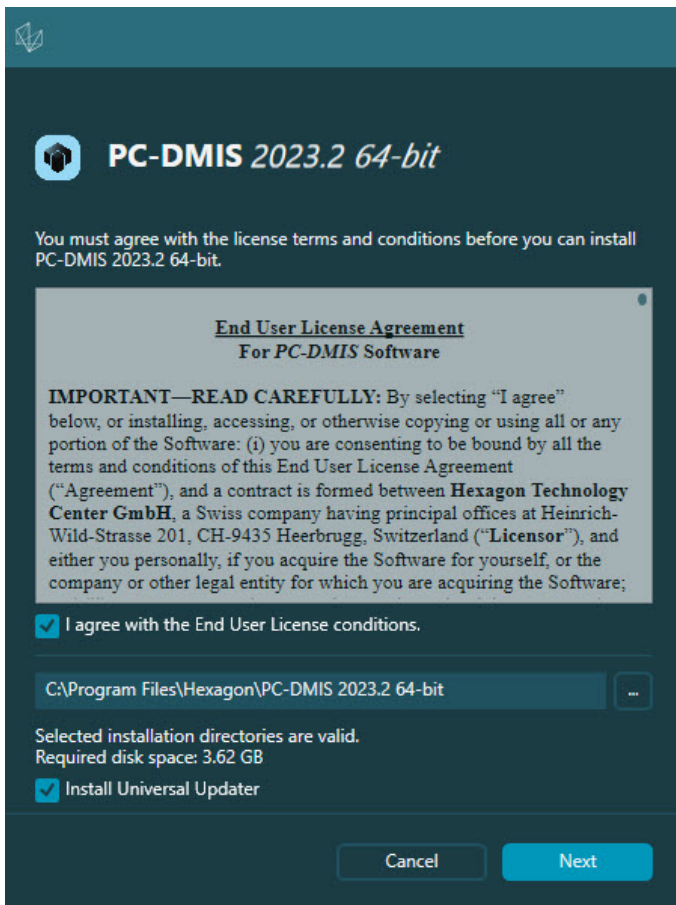 PC-DMIS 2023.2 64-bit
You must agree with the license terms and conditions before you can install
PC-DMIS 2023.2 64-bit.
End User License Agreement
For PC-DMIS Software
IMPORTANT—READ CAREFULLY: By selecting “I agree”
below, or installing, accessing, or otherwise copying or using all or any
portion of the Software: (i) you are consenting to be bound by all the
terms and conditions of this End User License Agreement
(“Agreement”), and a contract is formed between Hexagon Technology
Center GmbH, a Swiss company having principal offices at Heinrich-
Wild-Strasse 201, CH-9435 Heerbrugg, Switzerland (“Licensor”), and
either you personally, if you acquire the Software for yourself, or the
company or other legal entity for which you are acquiring the Software;
I agree with the End User License conditions.
C:\Program Files\Hexagon\PC-DMIS 2023.2 64-bit
...
Selected installation directories are valid.
Required disk space: 3.62 GB
Install Universal Updater
Cancel
Next